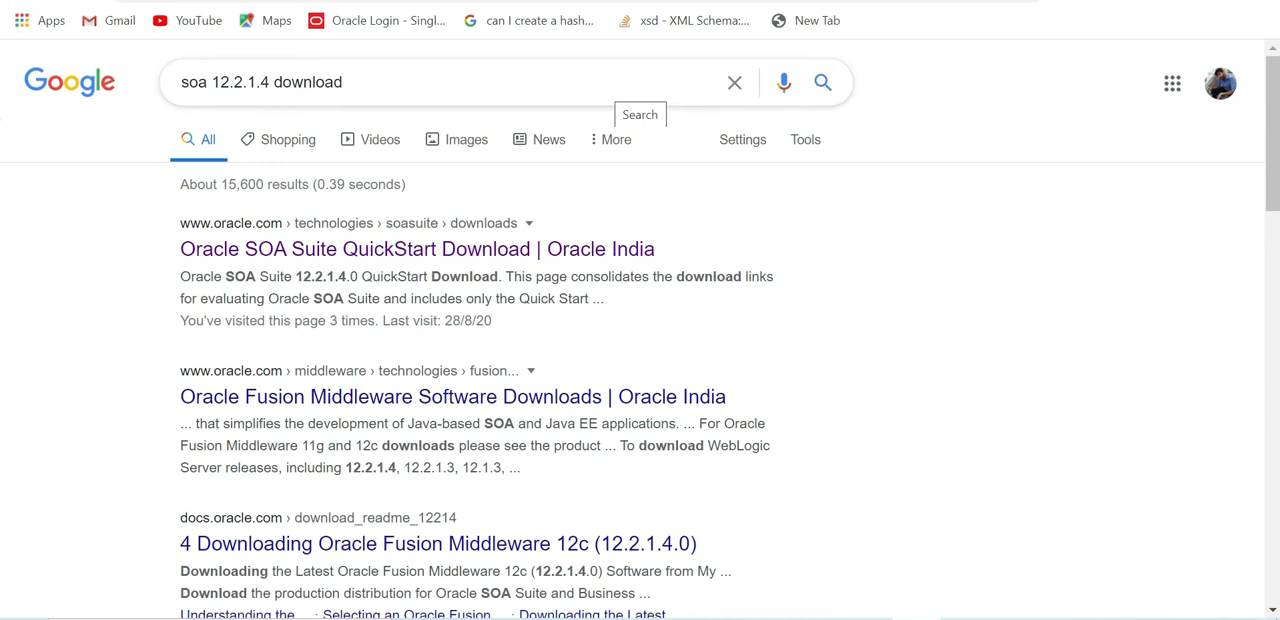 Apps Gmail YouTube Maps Oracle Login - Singl... can I create a hash... xsd - XML Schema:... New Tab
Google soa 12.2.1.4 download
Search
All Shopping Videos Images News More Settings Tools
About 15,600 results (0.39 seconds)
www.oracle.com › technologies › soasuite › downloads
Oracle SOA Suite QuickStart Download | Oracle India
Oracle SOA Suite 12.2.1.4.0 QuickStart Download. This page consolidates the download links
for evaluating Oracle SOA Suite and includes only the Quick Start ...
You've visited this page 3 times. Last visit: 28/8/20
www.oracle.com › middleware › technologies › fusion...
Oracle Fusion Middleware Software Downloads | Oracle India
... that simplifies the development of Java-based SOA and Java EE applications. ... For Oracle
Fusion Middleware 11g and 12c downloads please see the product ... To download WebLogic
Server releases, including 12.2.1.4, 12.2.1.3, 12.1.3, ...
docs.oracle.com › download_readme_12214
4 Downloading Oracle Fusion Middleware 12c (12.2.1.4.0)
Downloading the Latest Oracle Fusion Middleware 12c (12.2.1.4.0) Software from My ...
Download the production distribution for Oracle SOA Suite and Business ...
Understanding the ... · Selecting an Oracle Fusion ... · Downloading the Latest